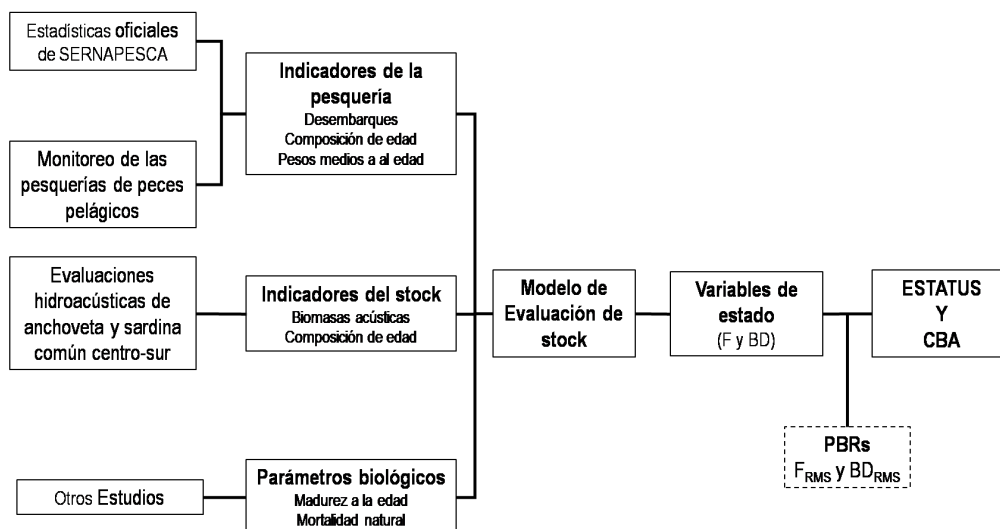 Estadísticas oficiales
de SERNAPESCA
Monitoreo de las
pesquerías de peces
pelágicos
Evaluaciones
hidroacústicas de
anchoveta y sardina
común centro-sur
Otros Estudios
Indicadores de la
pesquería
Desembarques
Composición de edad
Pesos medios a al edad
Indicadores del stock
Biomasas acústicas
Composición de edad
Parámetros biológicos
Madurez a la edad
Mortalidad natural
Modelo de
Evaluación de
stock
Variables de
estado
(F y BD)
PBRs
F_RMS y BD_RMS
ESTATUS
Y
CBA